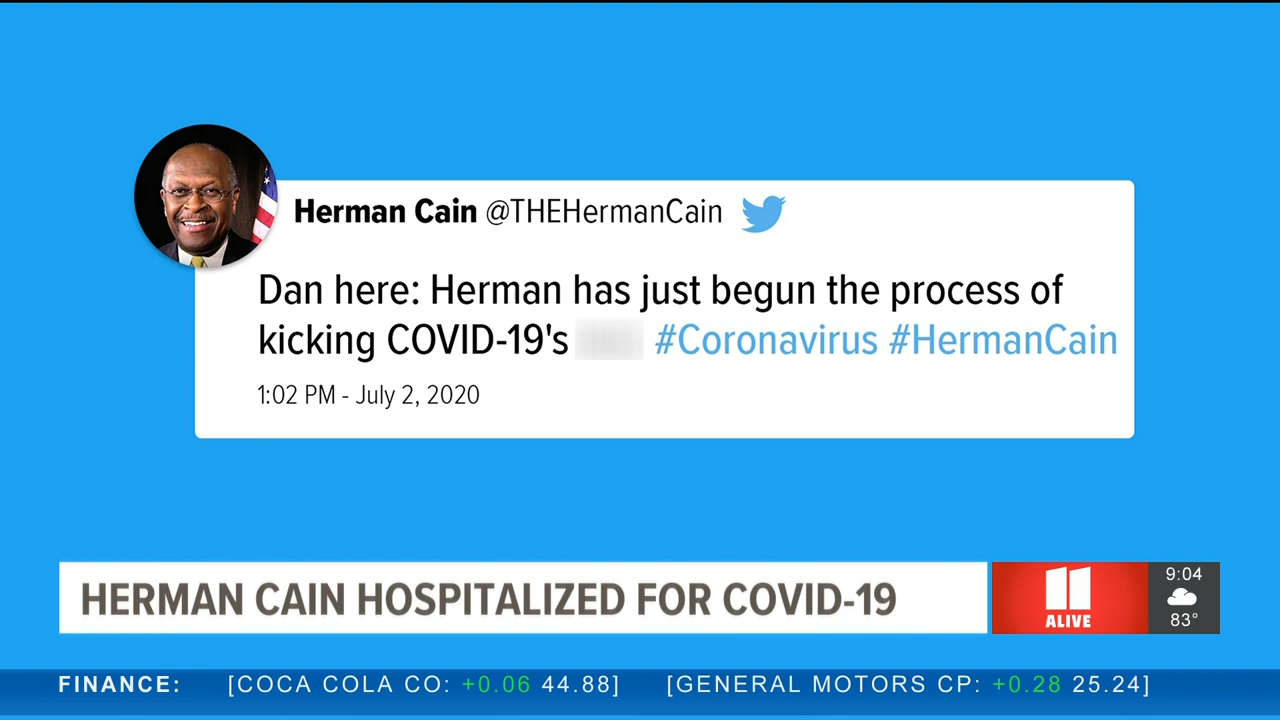 Herman Cain @THEHermanCain
Dan here: Herman has just begun the process of
kicking COVID-19's #Coronavirus #HermanCain
1:02 PM - July 2, 2020
HERMAN CAIN HOSPITALIZED FOR COVID-19
11
ALIVE
9:04
83°
FINANCE: [COCA COLA CO: +0.06 44.88] [GENERAL MOTORS CP: +0.28 25.24]